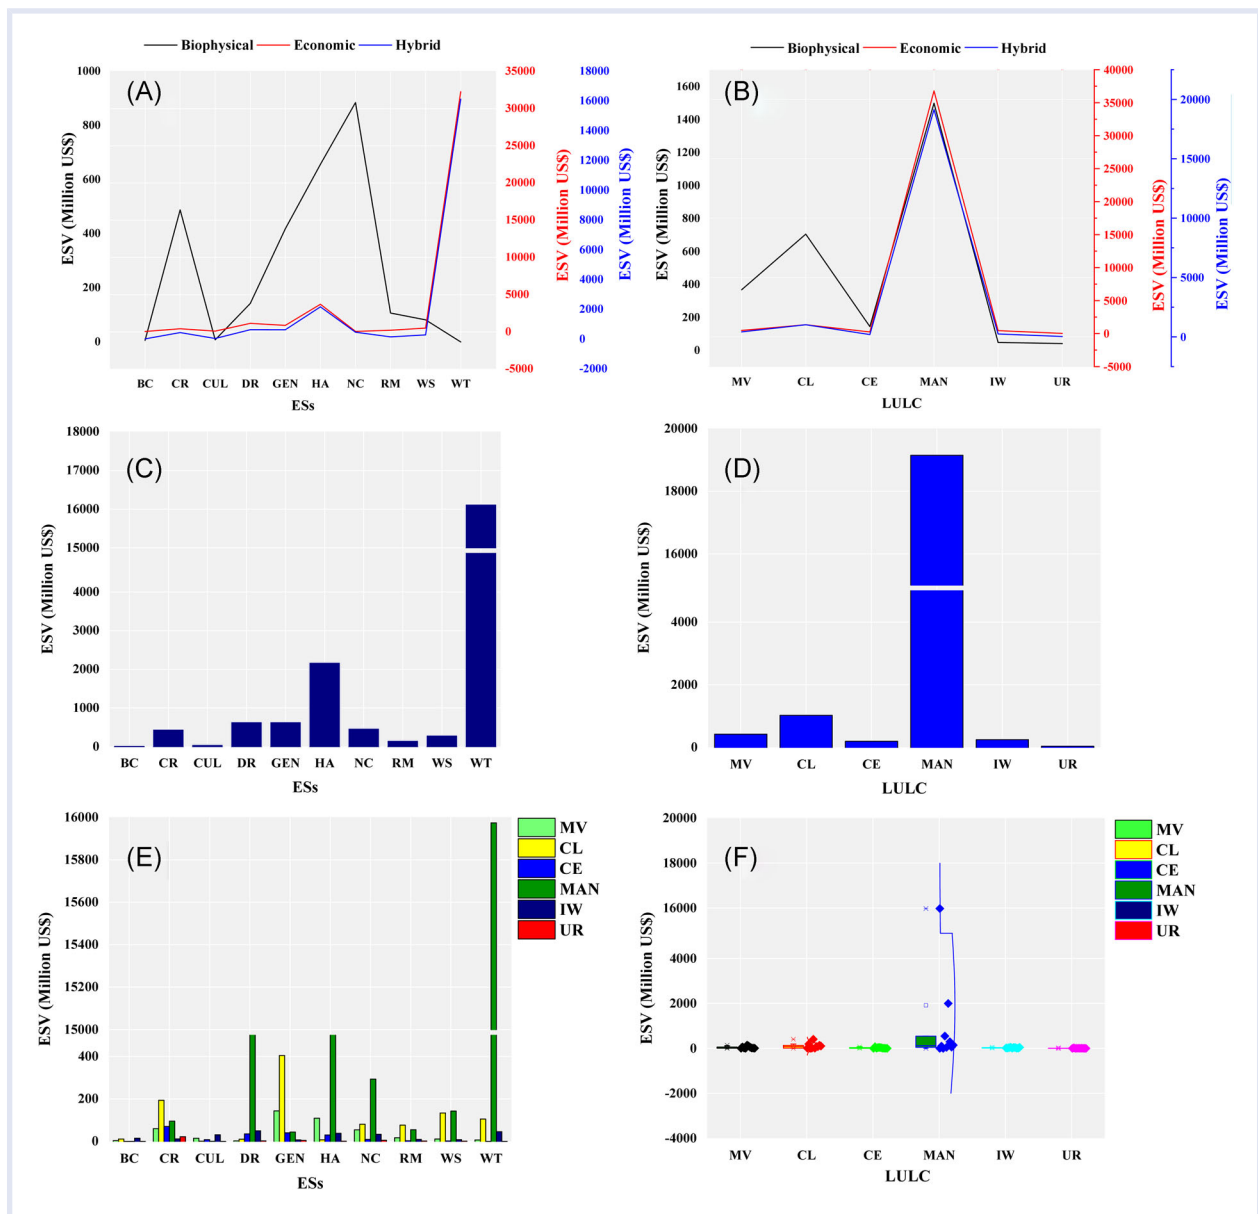 Biophysical Economic Hybrid
(A)
ESV (Million US$)
1000
800
600
400
200
0
35000
30000
25000
20000
15000
10000
5000
0
-5000
ESV (Million US$)
18000
16000
14000
12000
10000
8000
6000
4000
2000
0
-2000
ESV (Million US$)
BC CR CUL DR GEN HA NC RM WS WT
ESs
Biophysical Economic Hybrid
(B)
ESV (Million US$)
1600
1400
1200
1000
800
600
400
200
0
40000
35000
30000
25000
20000
15000
10000
5000
0
-5000
ESV (Million US$)
20000
15000
10000
5000
0
ESV (Million US$)
MV CL CE MAN IW UR
LULC
(C)
ESV (Million US$)
18000
17000
16000
15000
4000
3000
2000
1000
0
BC CR CUL DR GEN HA NC RM WS WT
ESs
(D)
ESV (Million US$)
20000
18000
16000
4000
2000
0
MV CL CE MAN IW UR
LULC
(E)
ESV (Million US$)
16000
15800
15600
15400
15200
15000
400
200
0
BC CR CUL DR GEN HA NC RM WS WT
ESs
MV
CL
CE
MAN
IW
UR
(F)
ESV (Million US$)
20000
18000
16000
4000
2000
0
-2000
-4000
MV CL CE MAN IW UR
LULC
MV
CL
CE
MAN
IW
UR